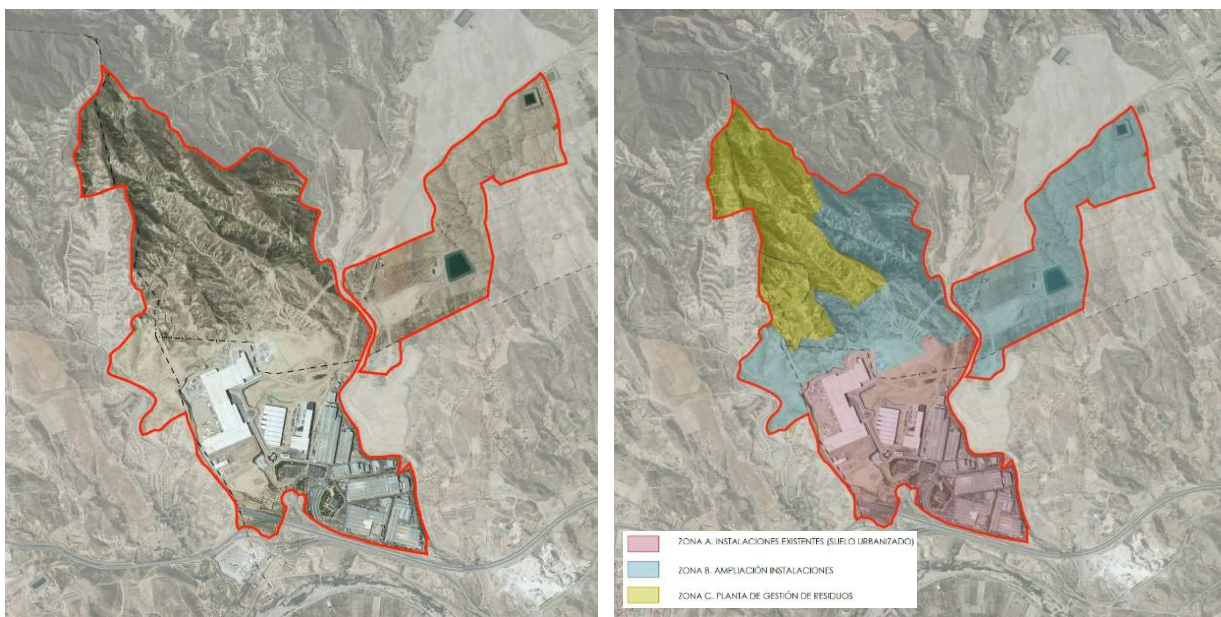 ZONA A. INSTALACIONES EXISTENTES (SUELO URBANIZADO)
ZONA B. AMPLIACIÓN INSTALACIONES
ZONA C. PLANTA DE GESTIÓN DE RESIDUOS